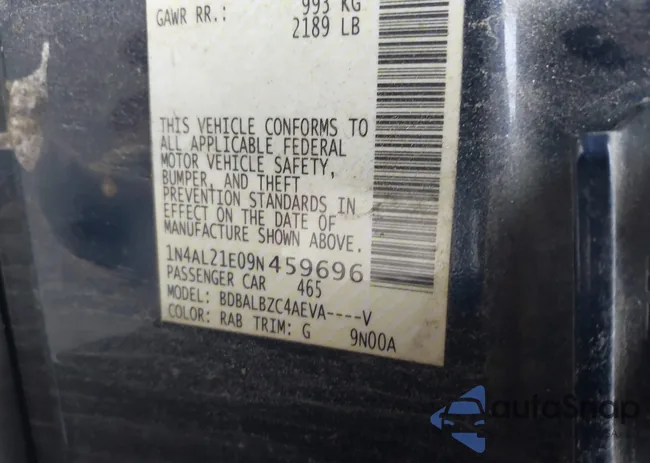 GAWR RR.: 993 KG
2189 LB
THIS VEHICLE CONFORMS TO
ALL APPLICABLE FEDERAL
MOTOR VEHICLE SAFETY,
BUMPER, AND THEFT
PREVENTION STANDARDS IN
EFFECT ON THE DATE OF
MANUFACTURE SHOWN ABOVE.
1N4AL21E09N459696
PASSENGER CAR 465
MODEL: BDBALBZC4AEVA----V
COLOR: RAB TRIM: G 9N00A
autoSnap